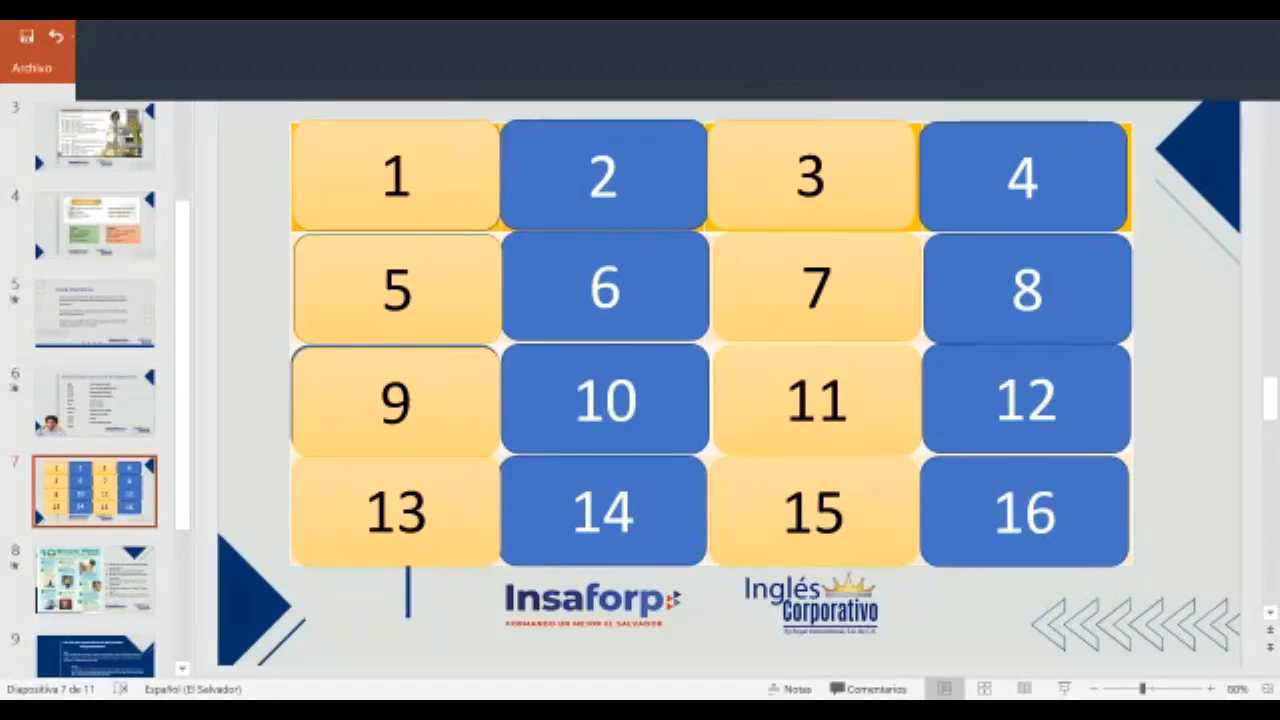 Archivo
3
4
5
6
7
8
9
1 2 3 4
5 6 7 8
9 10 11 12
13 14 15 16
Insaforp
FORMANDO UN MEJOR EL SALVADOR
Inglés
Corporativo
Diapositiva 7 de 11
Español (El Salvador)
Notas
Comentarios
80%